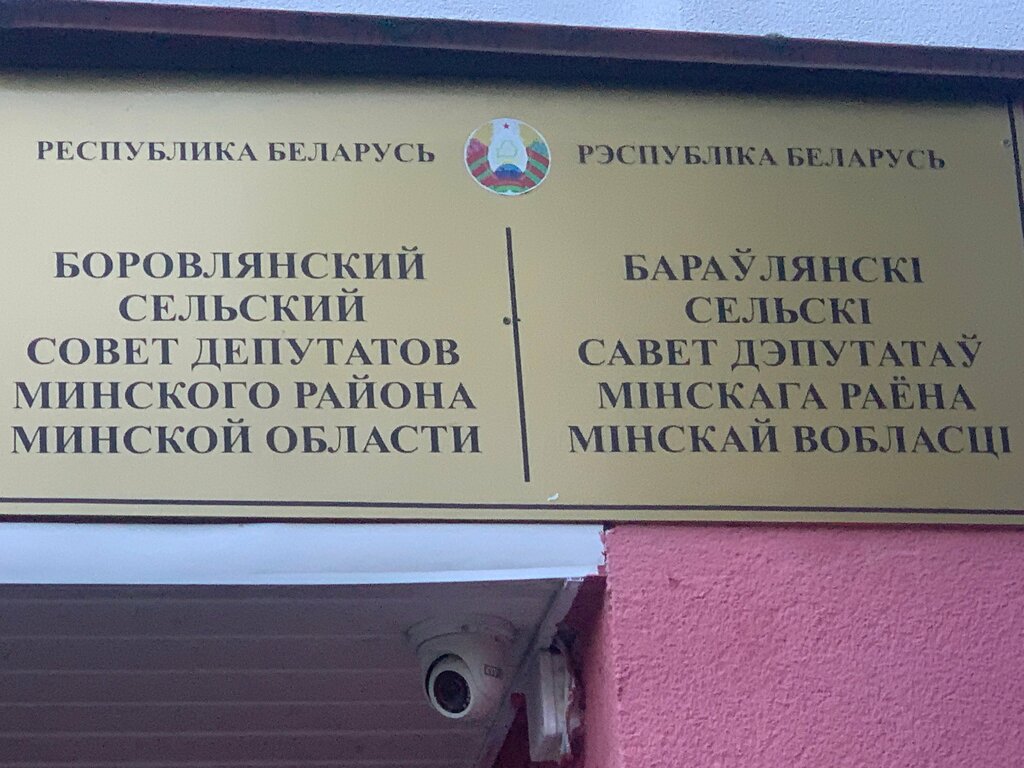 РЕСПУБЛИКА БЕЛАРУСЬ
БОРОВЛЯНСКИЙ
СЕЛЬСКИЙ
СОВЕТ ДЕПУТАТОВ
МИНСКОГО РАЙОНА
МИНСКОЙ ОБЛАСТИ
РЭСПУБЛІКА БЕЛАРУСЬ
БАРАЎЛЯНСКІ
СЕЛЬСКІ
САВЕТ ДЭПУТАТАЎ
МІНСКАГА РАЁНА
МІНСКАЙ ВОБЛАСЦІ